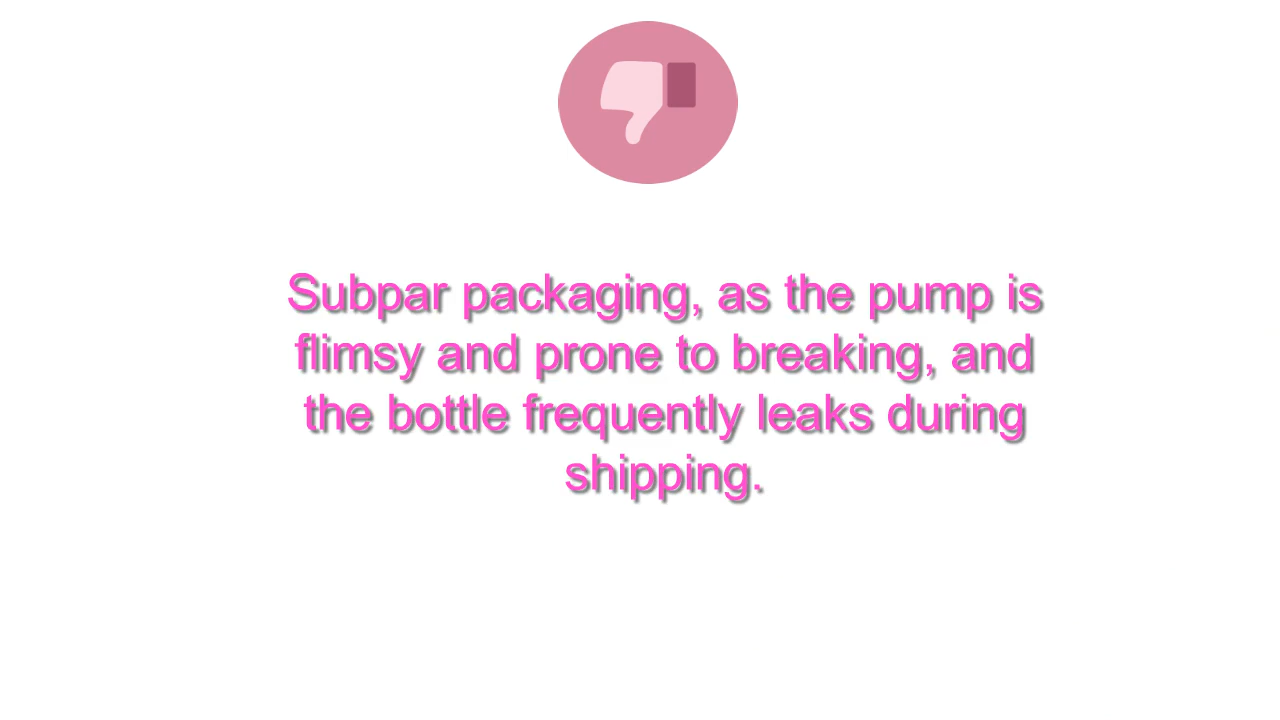 Subpar packaging, as the pump is
flimsy and prone to breaking, and
the bottle frequently leaks during
shipping.